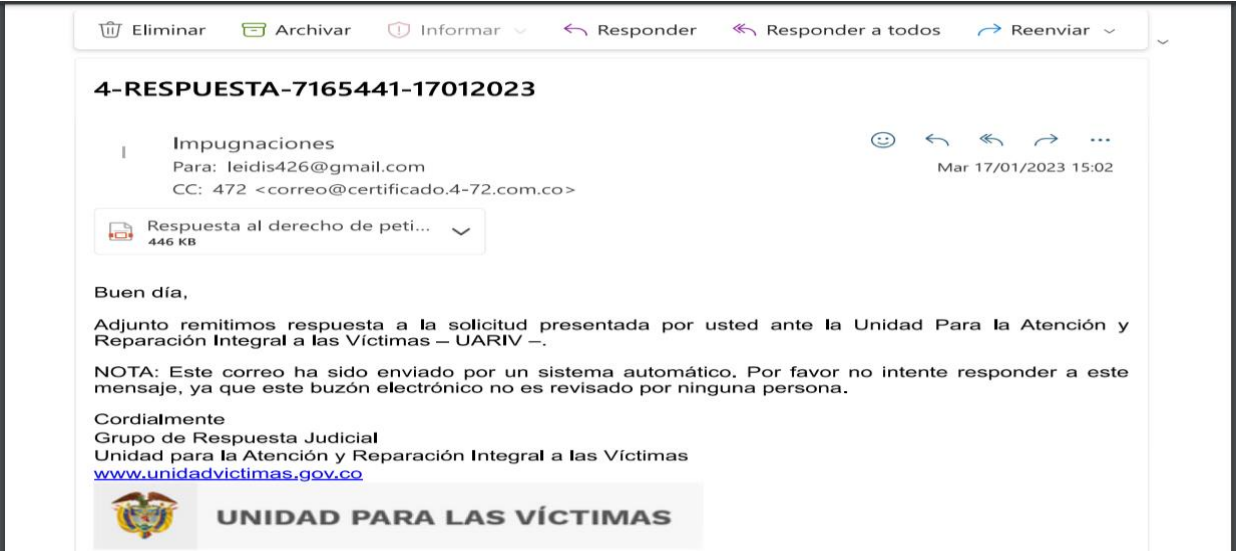 Eliminar Archivar Informar Responder Responder a todos Reenviar
4-RESPUESTA-7165441-17012023
I Impugnaciones
Para: leidis426@gmail.com
Mar 17/01/2023 15:02
CC: 472 <correo@certificado.4-72.com.co>
Respuesta al derecho de peti...
446 KB
Buen día,
Adjunto remitimos respuesta a la solicitud presentada por usted ante la Unidad Para la Atención y
Reparación Integral a las Víctimas – UARIV –.
NOTA: Este correo ha sido enviado por un sistema automático. Por favor no intente responder a este
mensaje, ya que este buzón electrónico no es revisado por ninguna persona.
Cordialmente
Grupo de Respuesta Judicial
Unidad para la Atención y Reparación Integral a las Víctimas
www.unidadvictimas.gov.co
UNIDAD PARA LAS VÍCTIMAS